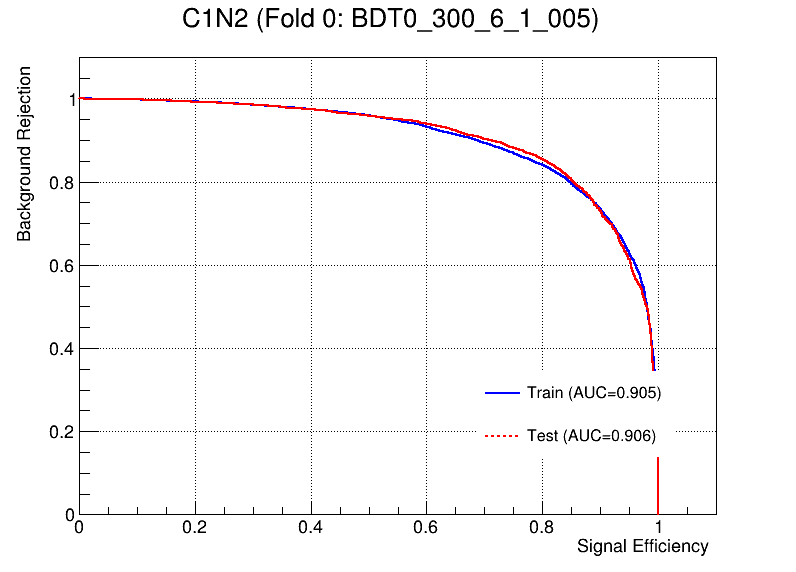 C1N2 (Fold 0: BDT0_300_6_1_005)
Background Rejection
1
0.8
0.6
0.4
0.2
0
Train (AUC=0.905)
Test (AUC=0.906)
0 0.2 0.4 0.6 0.8 1
Signal Efficiency